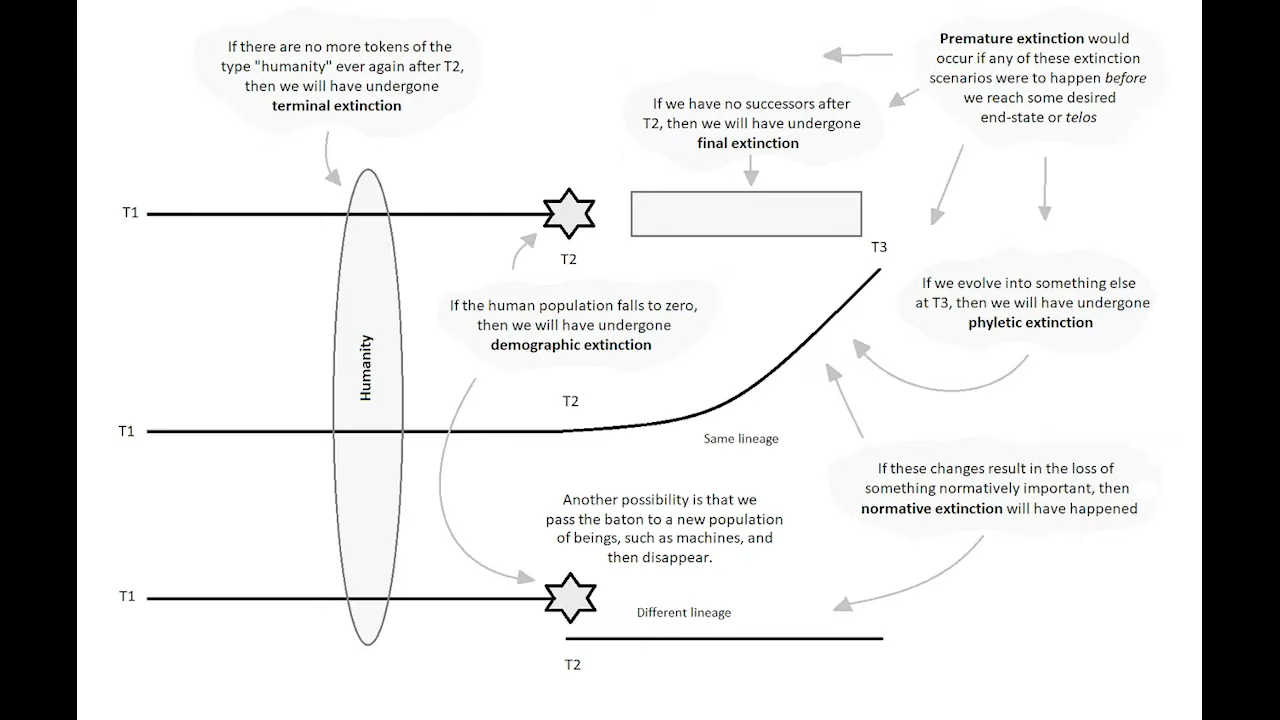 If there are no more tokens of the
type "humanity" ever again after T2,
then we will have undergone
terminal extinction
If we have no successors after
T2, then we will have undergone
final extinction
Premature extinction would
occur if any of these extinction
scenarios were to happen before
we reach some desired
end-state or telos
T1
T2
T3
If the human population falls to zero,
then we will have undergone
demographic extinction
If we evolve into something else
at T3, then we will have undergone
phyletic extinction
Humanity
T1
T2
Same lineage
Another possibility is that we
pass the baton to a new population
of beings, such as machines, and
then disappear.
If these changes result in the loss of
something normatively important, then
normative extinction will have happened
T1
Different lineage
T2